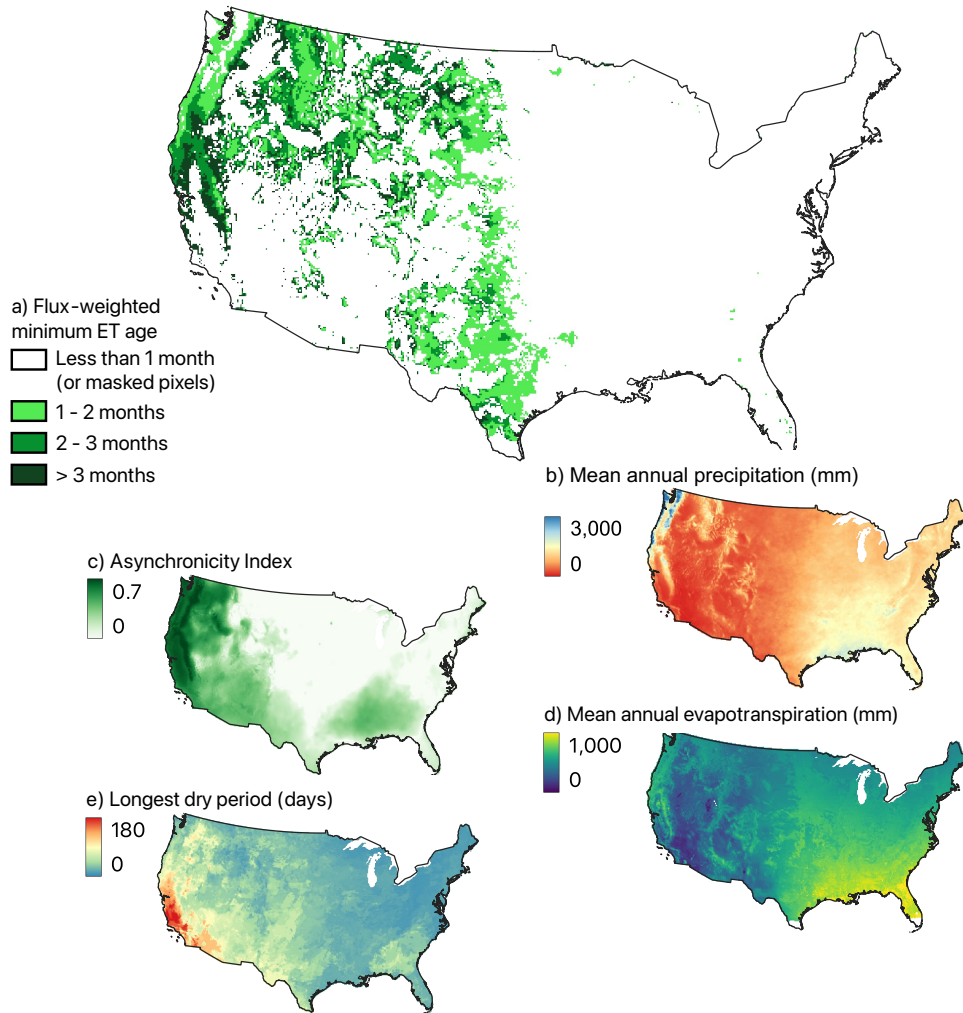 a) Flux-weighted
minimum ET age
Less than 1 month
(or masked pixels)
1 - 2 months
2 - 3 months
> 3 months
b) Mean annual precipitation (mm)
3,000
0
c) Asynchronicity Index
0.7
0
d) Mean annual evapotranspiration (mm)
1,000
0
e) Longest dry period (days)
180
0